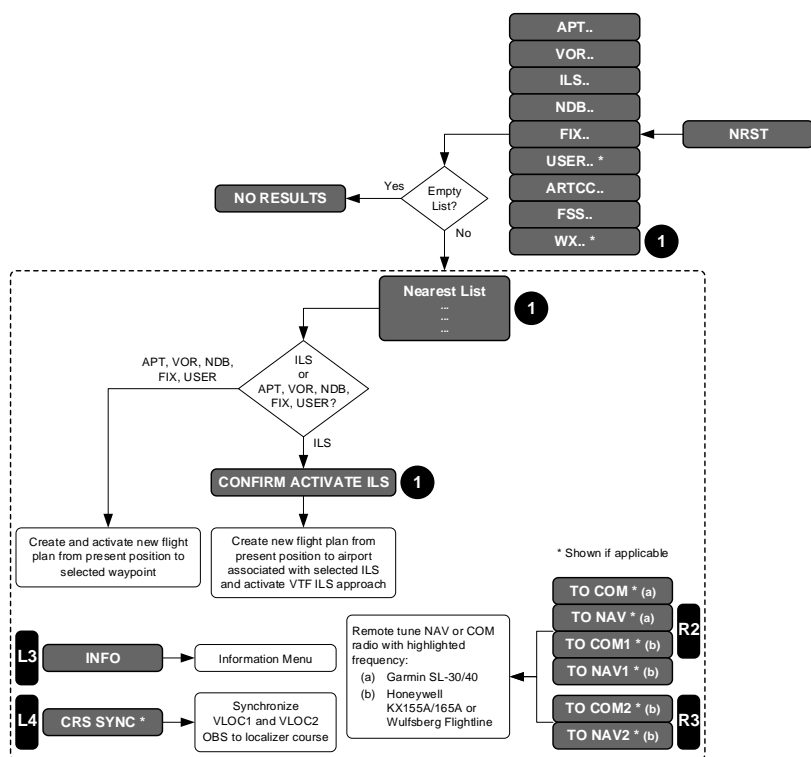 APT..
VOR..
ILS..
NDB..
FIX..
NRST
USER.. *
ARTCC..
FSS..
WX.. *
1
Empty
List?
Yes
NO RESULTS
No
Nearest List
...
...
...
1
ILS
or
APT, VOR, NDB,
FIX, USER?
APT, VOR, NDB,
FIX, USER
ILS
CONFIRM ACTIVATE ILS
1
Create and activate new flight
plan from present position to
selected waypoint
Create new flight plan from
present position to airport
associated with selected ILS
and activate VTF ILS approach
* Shown if applicable
TO COM * (a)
TO NAV * (a)
TO COM1 * (b)
TO NAV1 * (b)
R2
TO COM2 * (b)
TO NAV2 * (b)
R3
Remote tune NAV or COM
radio with highlighted
frequency:
(a) Garmin SL-30/40
(b) Honeywell
KX155A/165A or
Wulfsberg Flightline
L3
INFO
Information Menu
L4
CRS SYNC *
Synchronize
VLOC1 and VLOC2
OBS to localizer course